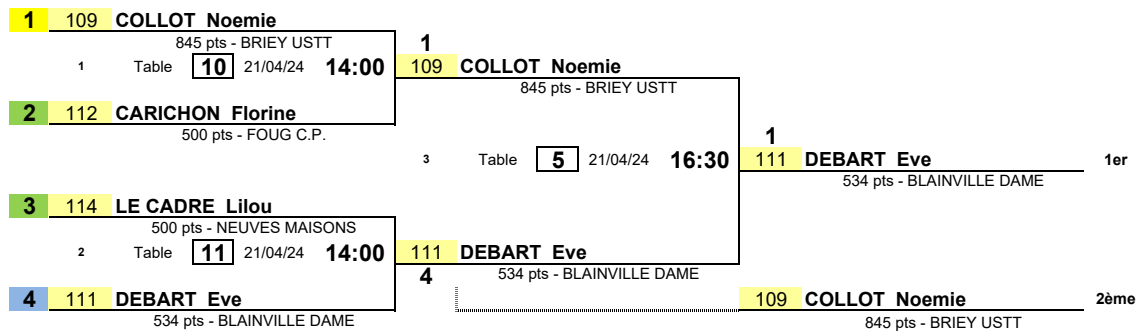 1 109 COLLOT Noemie
845 pts - BRIEY USTT
1
1 Table 10 21/04/24 14:00 109 COLLOT Noemie
845 pts - BRIEY USTT
2 112 CARICHON Florine
500 pts - FOUG C.P.
1
3 Table 5 21/04/24 16:30 111 DEBART Eve 1er
534 pts - BLAINVILLE DAME
3 114 LE CADRE Lilou
500 pts - NEUVES MAISONS
2 Table 11 21/04/24 14:00 111 DEBART Eve
4 534 pts - BLAINVILLE DAME
4 111 DEBART Eve 109 COLLOT Noemie 2ème
534 pts - BLAINVILLE DAME 845 pts - BRIEY USTT